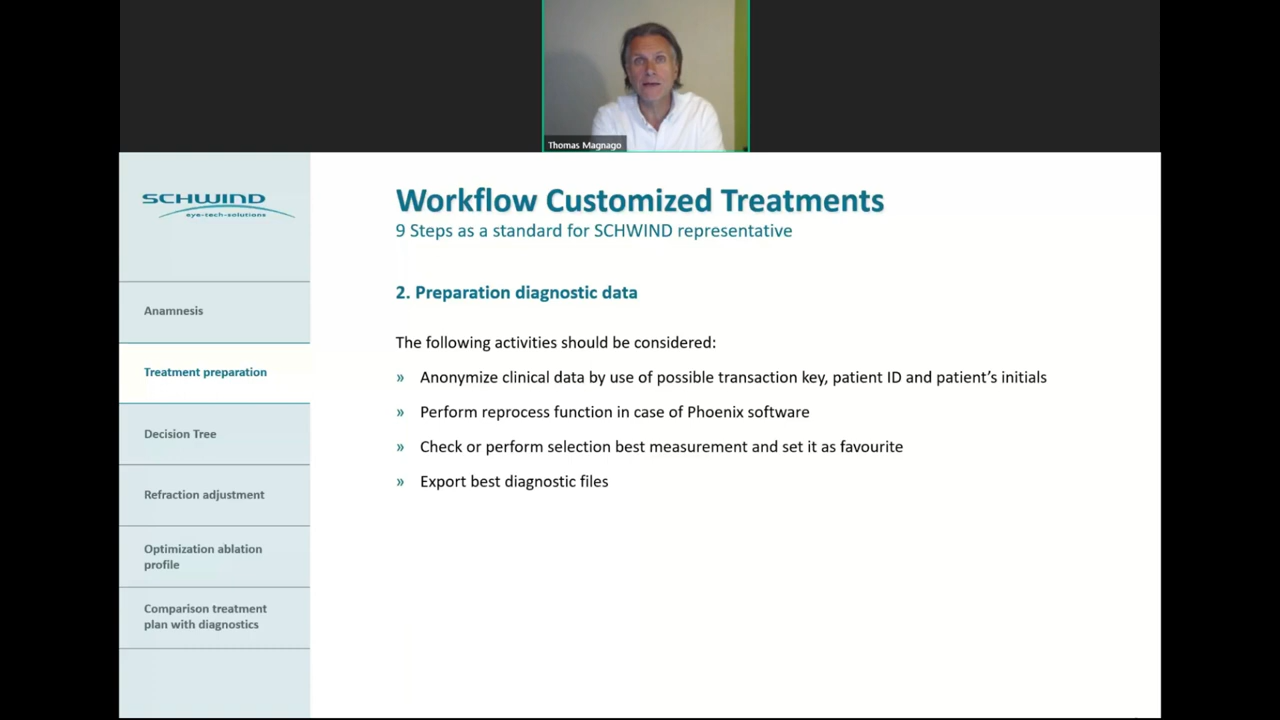 Thomas Magnago
SCHWIND
eye-tech-solutions
Anamnesis
Treatment preparation
Decision Tree
Refraction adjustment
Optimization ablation
profile
Comparison treatment
plan with diagnostics
Workflow Customized Treatments
9 Steps as a standard for SCHWIND representative
2. Preparation diagnostic data
The following activities should be considered:
» Anonymize clinical data by use of possible transaction key, patient ID and patient’s initials
» Perform reprocess function in case of Phoenix software
» Check or perform selection best measurement and set it as favourite
» Export best diagnostic files